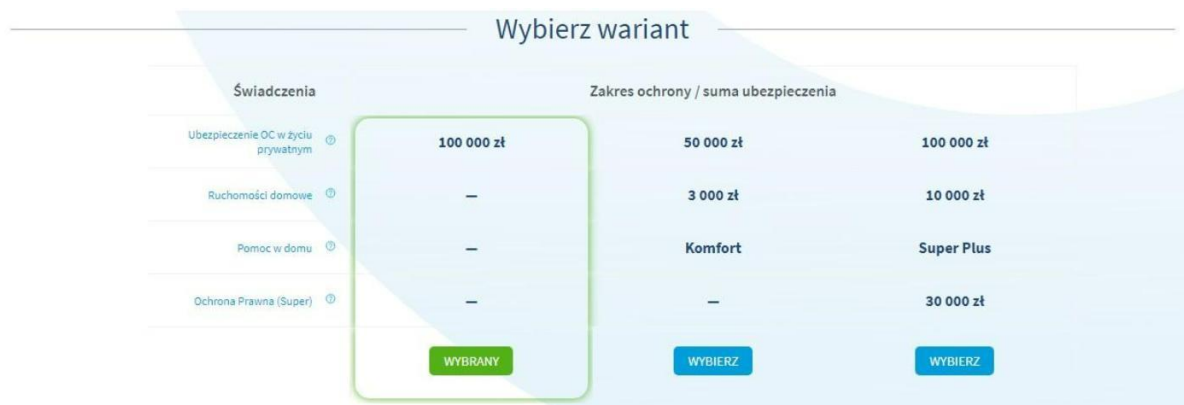 Wybierz wariant
Świadczenia Zakres ochrony / suma ubezpieczenia
Ubezpieczenie OC w życiu
prywatnym 100 000 zł 50 000 zł 100 000 zł
Ruchomości domowe — 3 000 zł 10 000 zł
Pomoc w domu — Komfort Super Plus
Ochrona Prawna (Super) — — 30 000 zł
WYBRANY WYBIERZ WYBIERZ